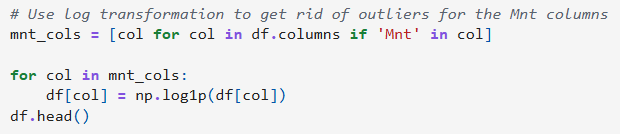 # Use log transformation to get rid of outliers for the Mnt columns
mnt_cols = [col for col in df.columns if 'Mnt' in col]

for col in mnt_cols:
    df[col] = np.log1p(df[col])
df.head()